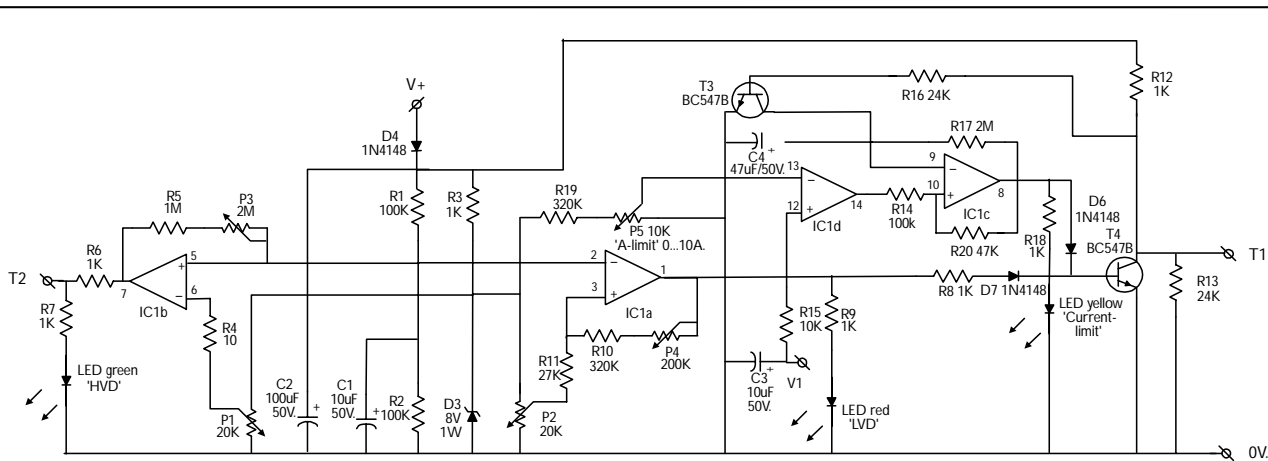 V+
D4
1N4148
T3
BC547B
R16 24K
R12
1K
R17 2M
C4
+
47uF/50V.
R5
1M
P3
2M
R1
100K
R3
1K
R19
320K
P5 10K
'A-limit' 0...10A.
13
−
12
+
14
IC1d
R14
100k
9
−
10
+
8
IC1c
R20 47K
R18
1K
D6
1N4148
T4
BC547B
T1
T2
R6
1K
7
+
5
−
6
IC1b
2
−
3
+
1
IC1a
R8 1K
D7 1N4148
R13
24K
R7
1K
R4
10
R11
27K
R10
320K
P4
200K
R15
10K
R9
1K
LED yellow
'Current-
limit'
LED green
'HVD'
P1
20K
C2
100uF
50V.
+
C1
10uF
50V.
+
R2
100K
D3
8V
1W
P2
20K
+
C3
10uF
50V.
V1
LED red
'LVD'
0V.